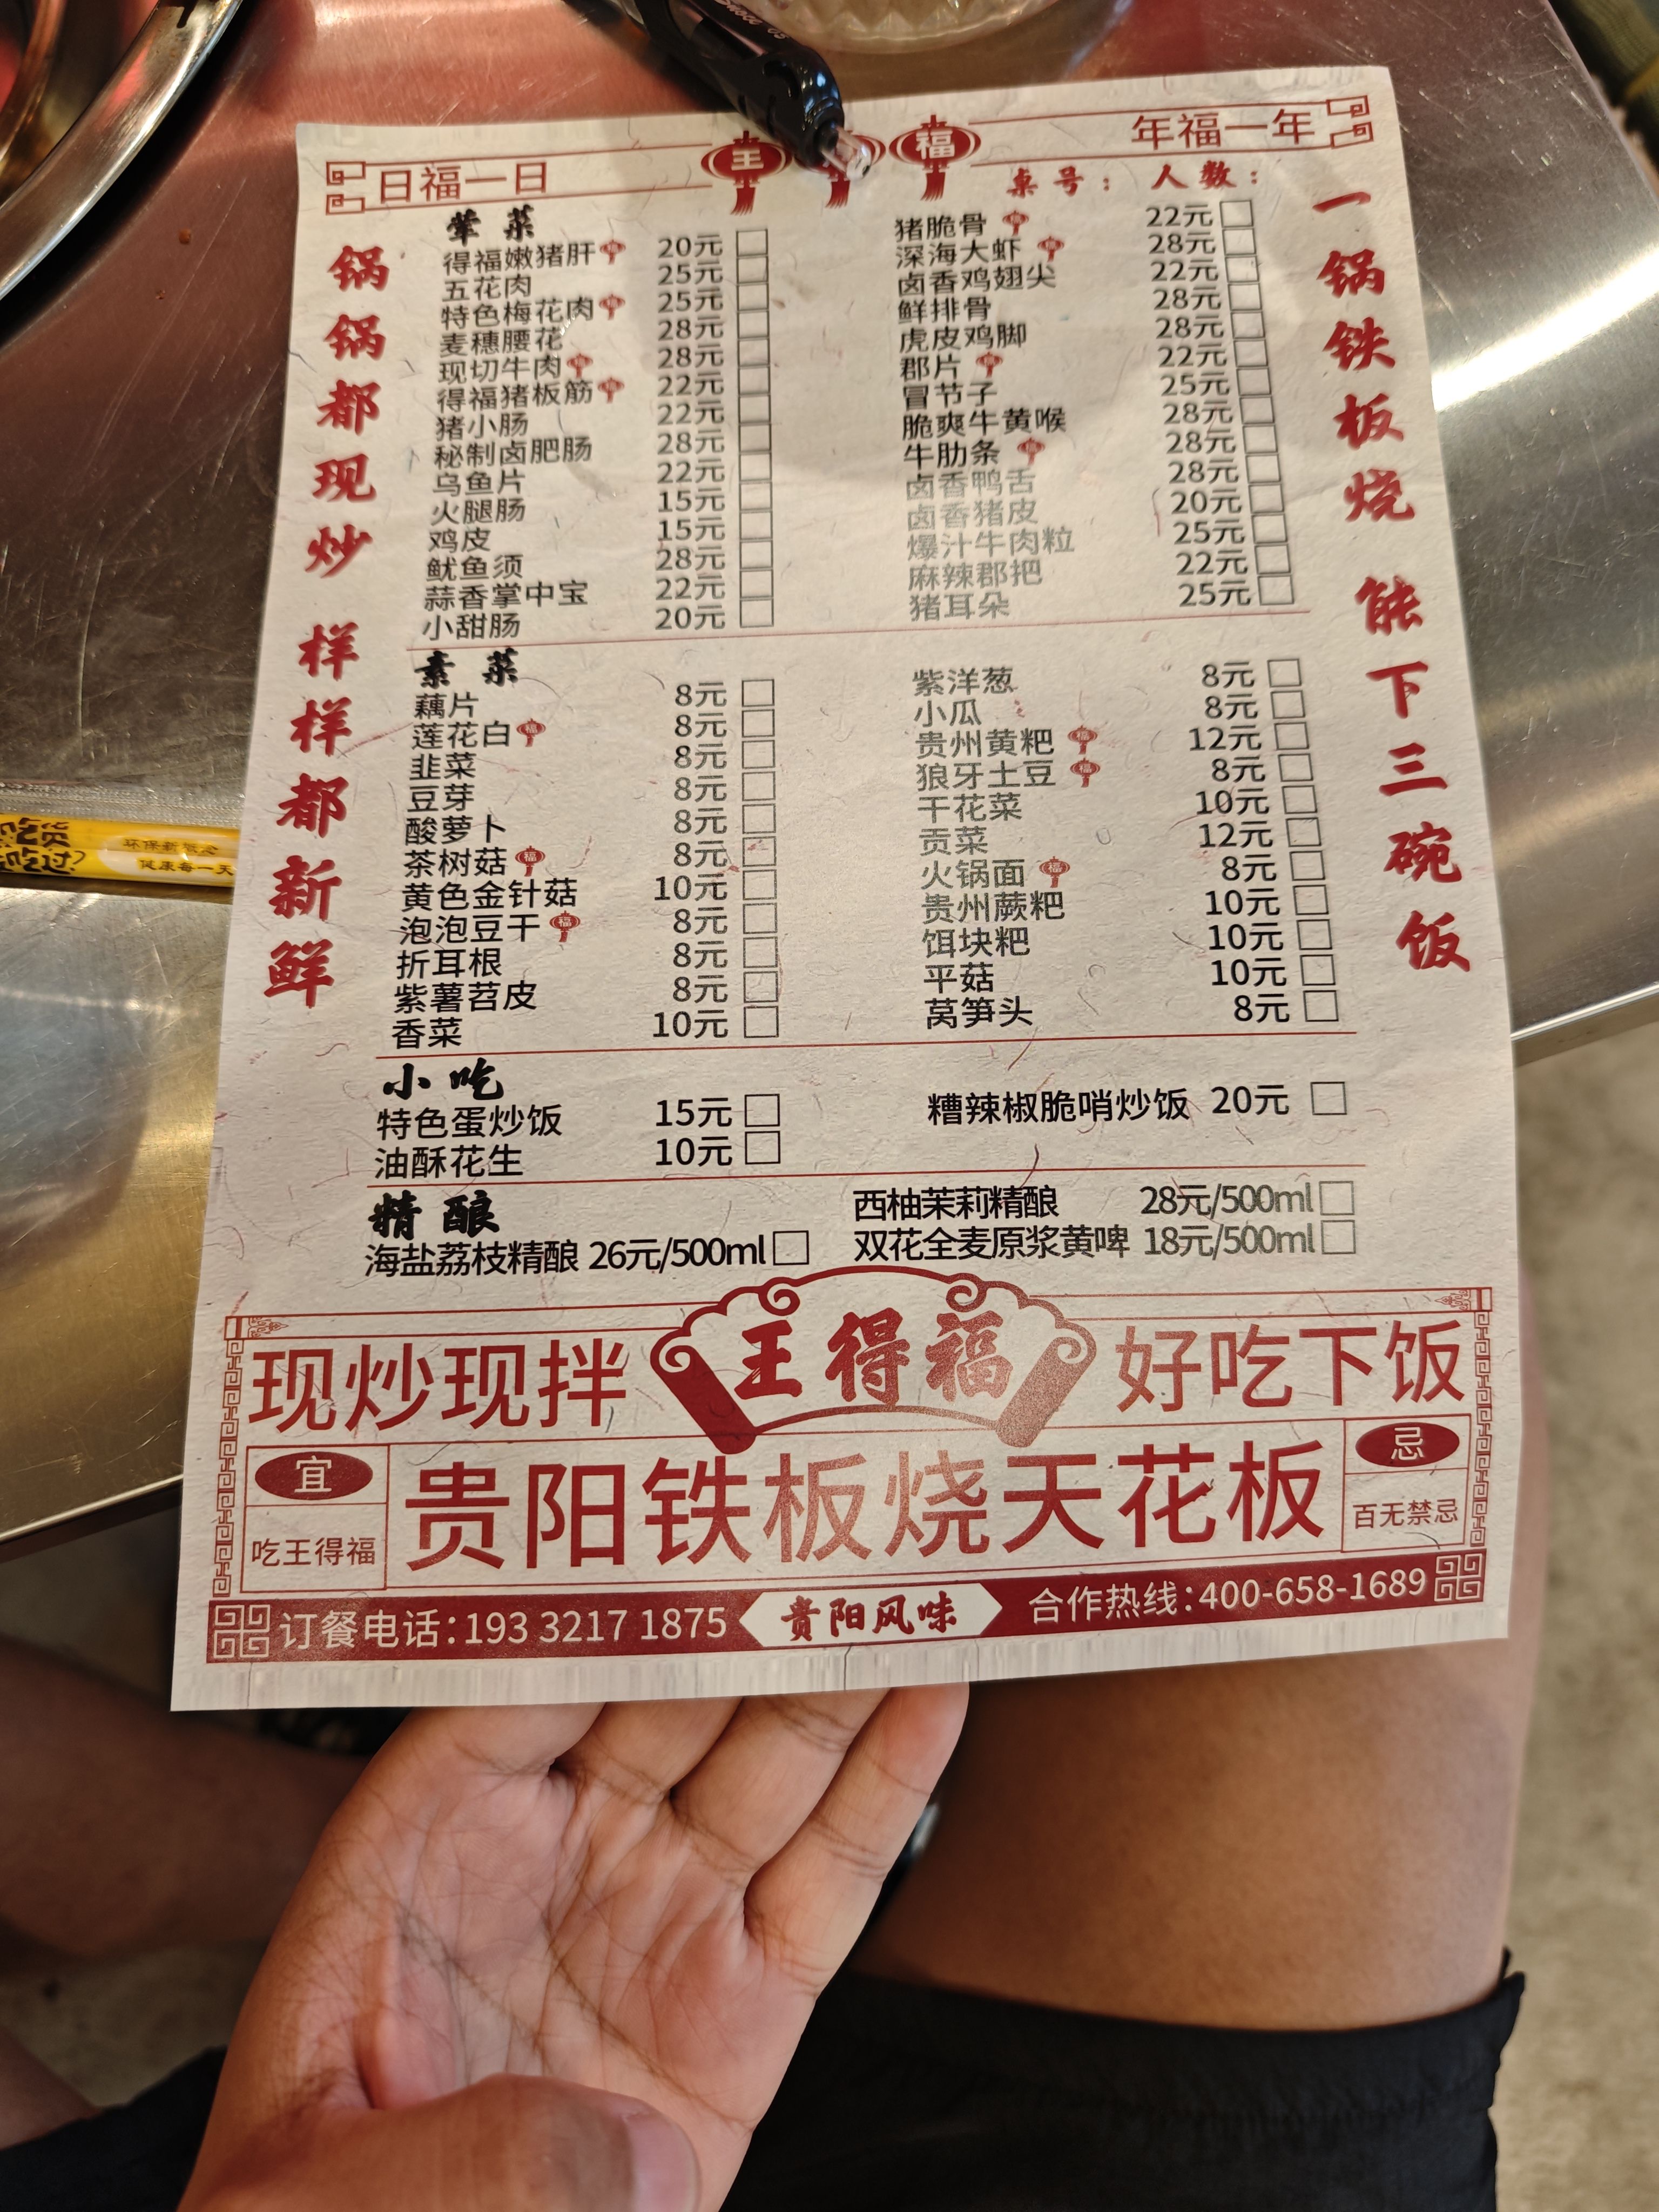 日福一日
王 福
年福一年
桌号： 人数：
锅锅都现炒 样样都新鲜
一锅铁板烧 能下三碗饭
荤菜
得福嫩猪肝 20元
五花肉 25元
特色梅花肉 25元
麦穗腰花 28元
现切牛肉 28元
得福猪板筋 22元
猪小肠 22元
秘制卤肥肠 28元
乌鱼片 22元
火腿肠 15元
鸡皮 15元
鱿鱼须 28元
蒜香掌中宝 22元
小甜肠 20元
猪脆骨 22元
深海大虾 28元
卤香鸡翅尖 22元
鲜排骨 28元
虎皮鸡脚 28元
郡片 22元
冒节子 25元
脆爽牛黄喉 28元
牛肋条 28元
卤香鸭舌 28元
卤香猪皮 20元
爆汁牛肉粒 25元
麻辣郡把 22元
猪耳朵 25元
素菜
藕片 8元
莲花白 8元
韭菜 8元
豆芽 8元
酸萝卜 8元
茶树菇 8元
黄色金针菇 10元
泡泡豆干 8元
折耳根 8元
紫薯苕皮 8元
香菜 10元
紫洋葱 8元
小瓜 8元
贵州黄粑 12元
狼牙土豆 8元
干花菜 10元
贡菜 12元
火锅面 8元
贵州蕨粑 10元
饵块粑 10元
平菇 10元
莴笋头 8元
小吃
特色蛋炒饭 15元
油酥花生 10元
糟辣椒脆哨炒饭 20元
精酿
海盐荔枝精酿 26元/500ml
西柚茉莉精酿 28元/500ml
双花全麦原浆黄啤 18元/500ml
现炒现拌
王得福
好吃下饭
宜
吃王得福
贵阳铁板烧天花板
忌
百无禁忌
订餐电话：193 3217 1875
贵阳风味
合作热线：400-658-1689
环保新概念
健康每一天